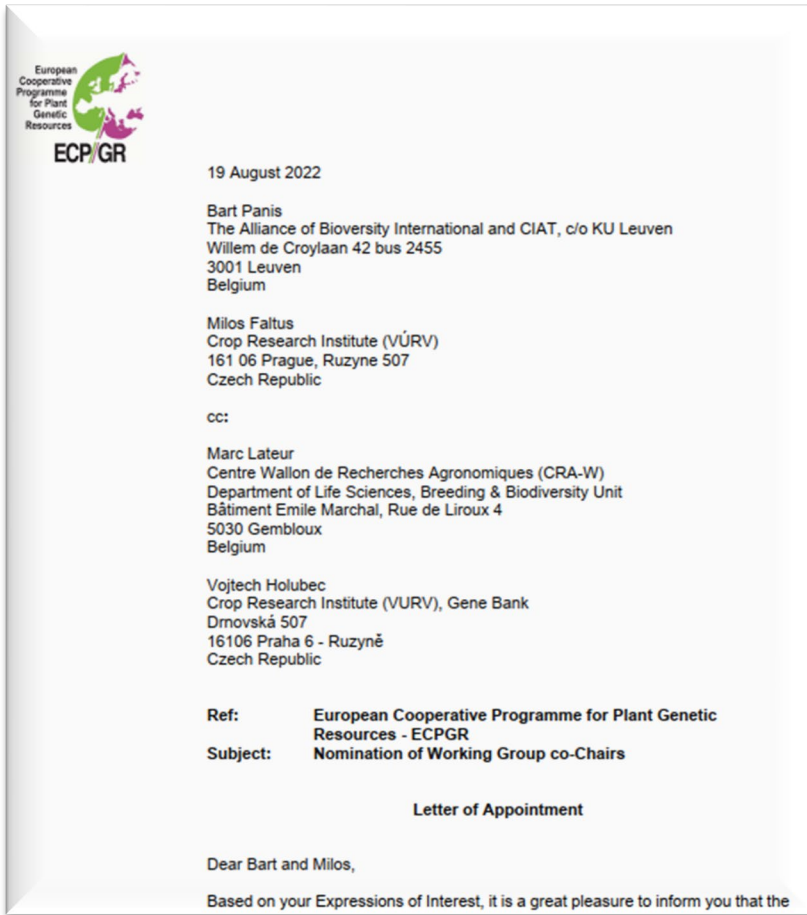 European
Cooperative
Programme
for Plant
Genetic
Resources
ECP/GR
19 August 2022
Bart Panis
The Alliance of Bioversity International and CIAT, c/o KU Leuven
Willem de Croylaan 42 bus 2455
3001 Leuven
Belgium
Milos Faltus
Crop Research Institute (VÚRV)
161 06 Prague, Ruzyne 507
Czech Republic
cc:
Marc Lateur
Centre Wallon de Recherches Agronomiques (CRA-W)
Department of Life Sciences, Breeding & Biodiversity Unit
Bâtiment Emile Marchal, Rue de Liroux 4
5030 Gembloux
Belgium
Vojtech Holubec
Crop Research Institute (VURV), Gene Bank
Drnovská 507
16106 Praha 6 - Ruzyně
Czech Republic
Ref: European Cooperative Programme for Plant Genetic
Resources - ECPGR
Subject: Nomination of Working Group co-Chairs
Letter of Appointment
Dear Bart and Milos,
Based on your Expressions of Interest, it is a great pleasure to inform you that the